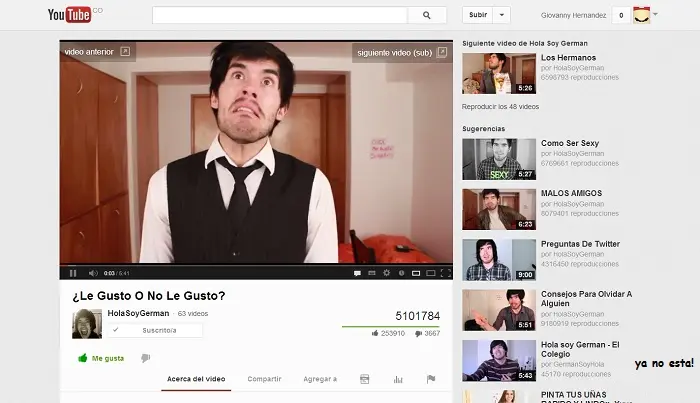 YouTube CO
Subir
Giovanny Hernandez
0
video anterior
siguiente video (sub)
0:03 / 5:41
¿Le Gusto O No Le Gusto?
HolaSoyGerman · 63 videos
Suscrito/a
5101784
253910
3667
Me gusta
Acerca del video
Compartir
Agregar a
Siguiente video de Hola Soy German
5:26
Los Hermanos
por HolaSoyGerman
6598793 reproducciones
Reproducir los 48 videos
Sugerencias
SEXY
5:27
Como Ser Sexy
por HolaSoyGerman
6769661 reproducciones
6:23
MALOS AMIGOS
por HolaSoyGerman
6079401 reproducciones
9:00
Preguntas De Twitter
por HolaSoyGerman
4316450 reproducciones
5:51
Consejos Para Olvidar A
Alguien
por HolaSoyGerman
9180919 reproducciones
5:43
Hola soy German - El
Colegio
por GermanSoyHola
45170 reproducciones
ya no esta!
PINTA TUS UÑAS